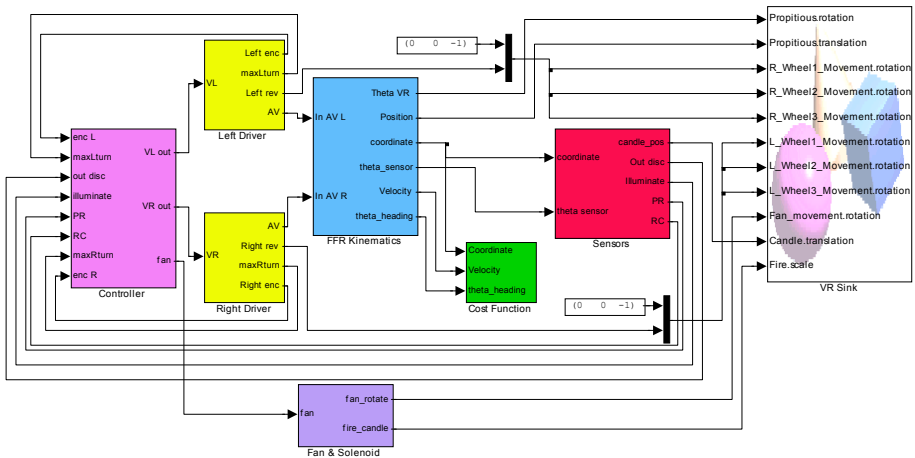 Propitious.rotation
Propitious.translation
R_Wheel1_Movement.rotation
R_Wheel2_Movement.rotation
R_Wheel3_Movement.rotation
L_Wheel1_Movement.rotation
L_Wheel2_Movement.rotation
L_Wheel3_Movement.rotation
Fan_movement.rotation
Candle.translation
Fire.scale
VR Sink
(0 0 -1)
VL
Left enc
maxLturn
Left rev
AV
Left Driver
In AV L
In AV R
Theta VR
Position
coordinate
theta_sensor
Velocity
theta_heading
FFR Kinematics
enc L
maxLturn
out disc
illuminate
PR
RC
maxRturn
enc R
VL out
VR out
fan
Controller
coordinate
theta sensor
candle_pos
Out disc
Illuminate
PR
RC
Sensors
VR
AV
Right rev
maxRturn
Right enc
Right Driver
Coordinate
Velocity
theta_heading
Cost Function
(0 0 -1)
fan
fan_rotate
fire_candle
Fan & Solenoid